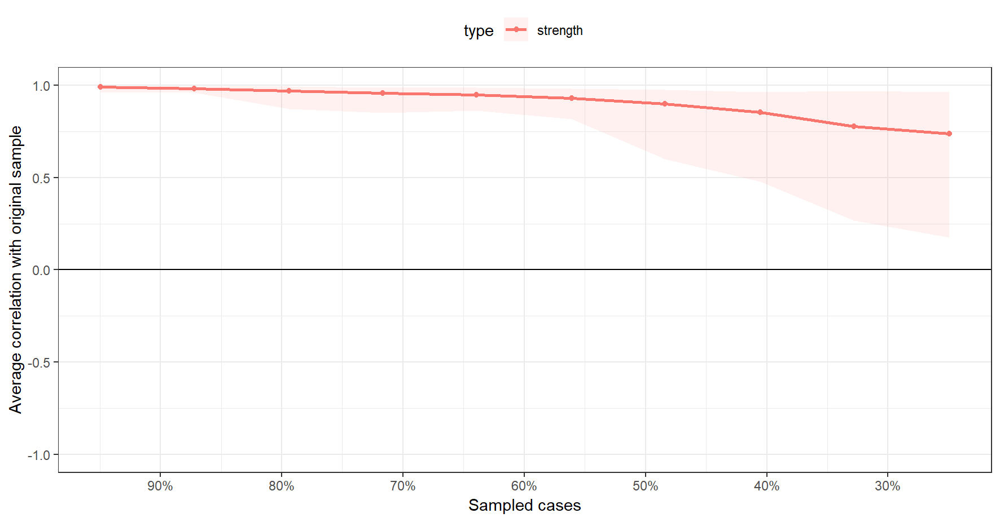 type strength
Average correlation with original sample
1.0
0.5
0.0
-0.5
-1.0
90% 80% 70% 60% 50% 40% 30%
Sampled cases